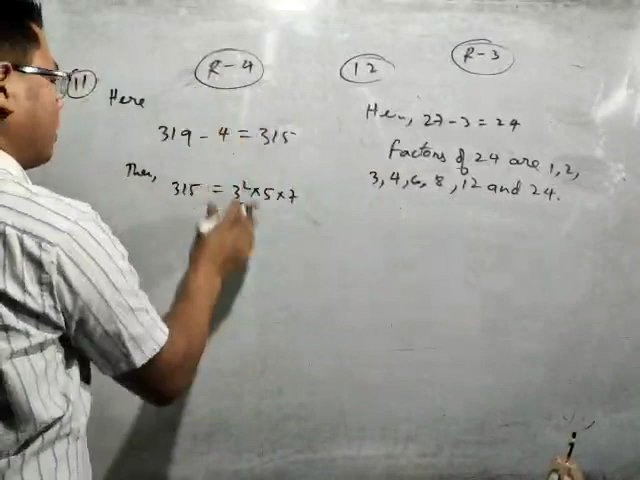 11 R-4
Here
319 - 4 = 315
Then,
315 = 3² × 5 × 7
12 R-3
Here, 27 - 3 = 24
Factors of 24 are 1, 2,
3, 4, 6, 8, 12 and 24.